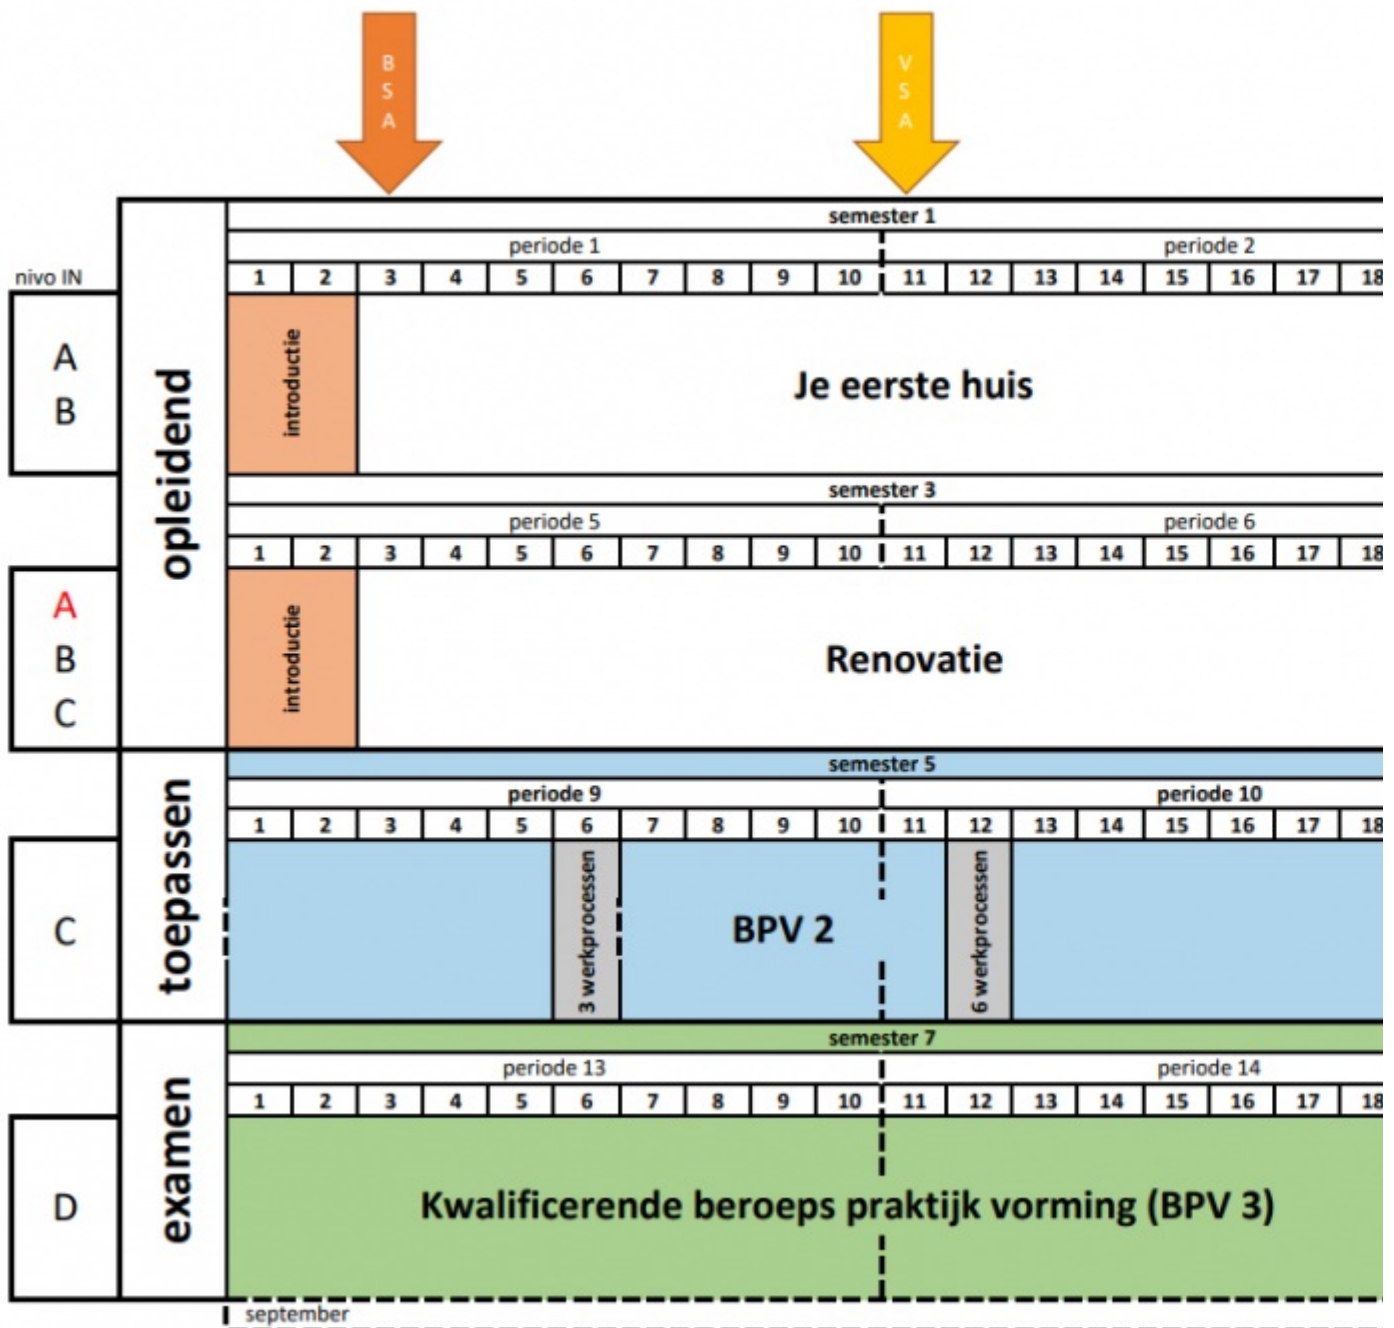 BSA
VSA
semester 1
periode 1 periode 2
nivo IN
1 2 3 4 5 6 7 8 9 10 11 12 13 14 15 16 17 18
A
B
opleidend
introductie
Je eerste huis
semester 3
periode 5 periode 6
1 2 3 4 5 6 7 8 9 10 11 12 13 14 15 16 17 18
A
B
C
introductie
Renovatie
semester 5
periode 9 periode 10
1 2 3 4 5 6 7 8 9 10 11 12 13 14 15 16 17 18
C
toepassen
3 werkprocessen
BPV 2
6 werkprocessen
semester 7
periode 13 periode 14
1 2 3 4 5 6 7 8 9 10 11 12 13 14 15 16 17 18
D
examen
Kwalificerende beroeps praktijk vorming (BPV 3)
september